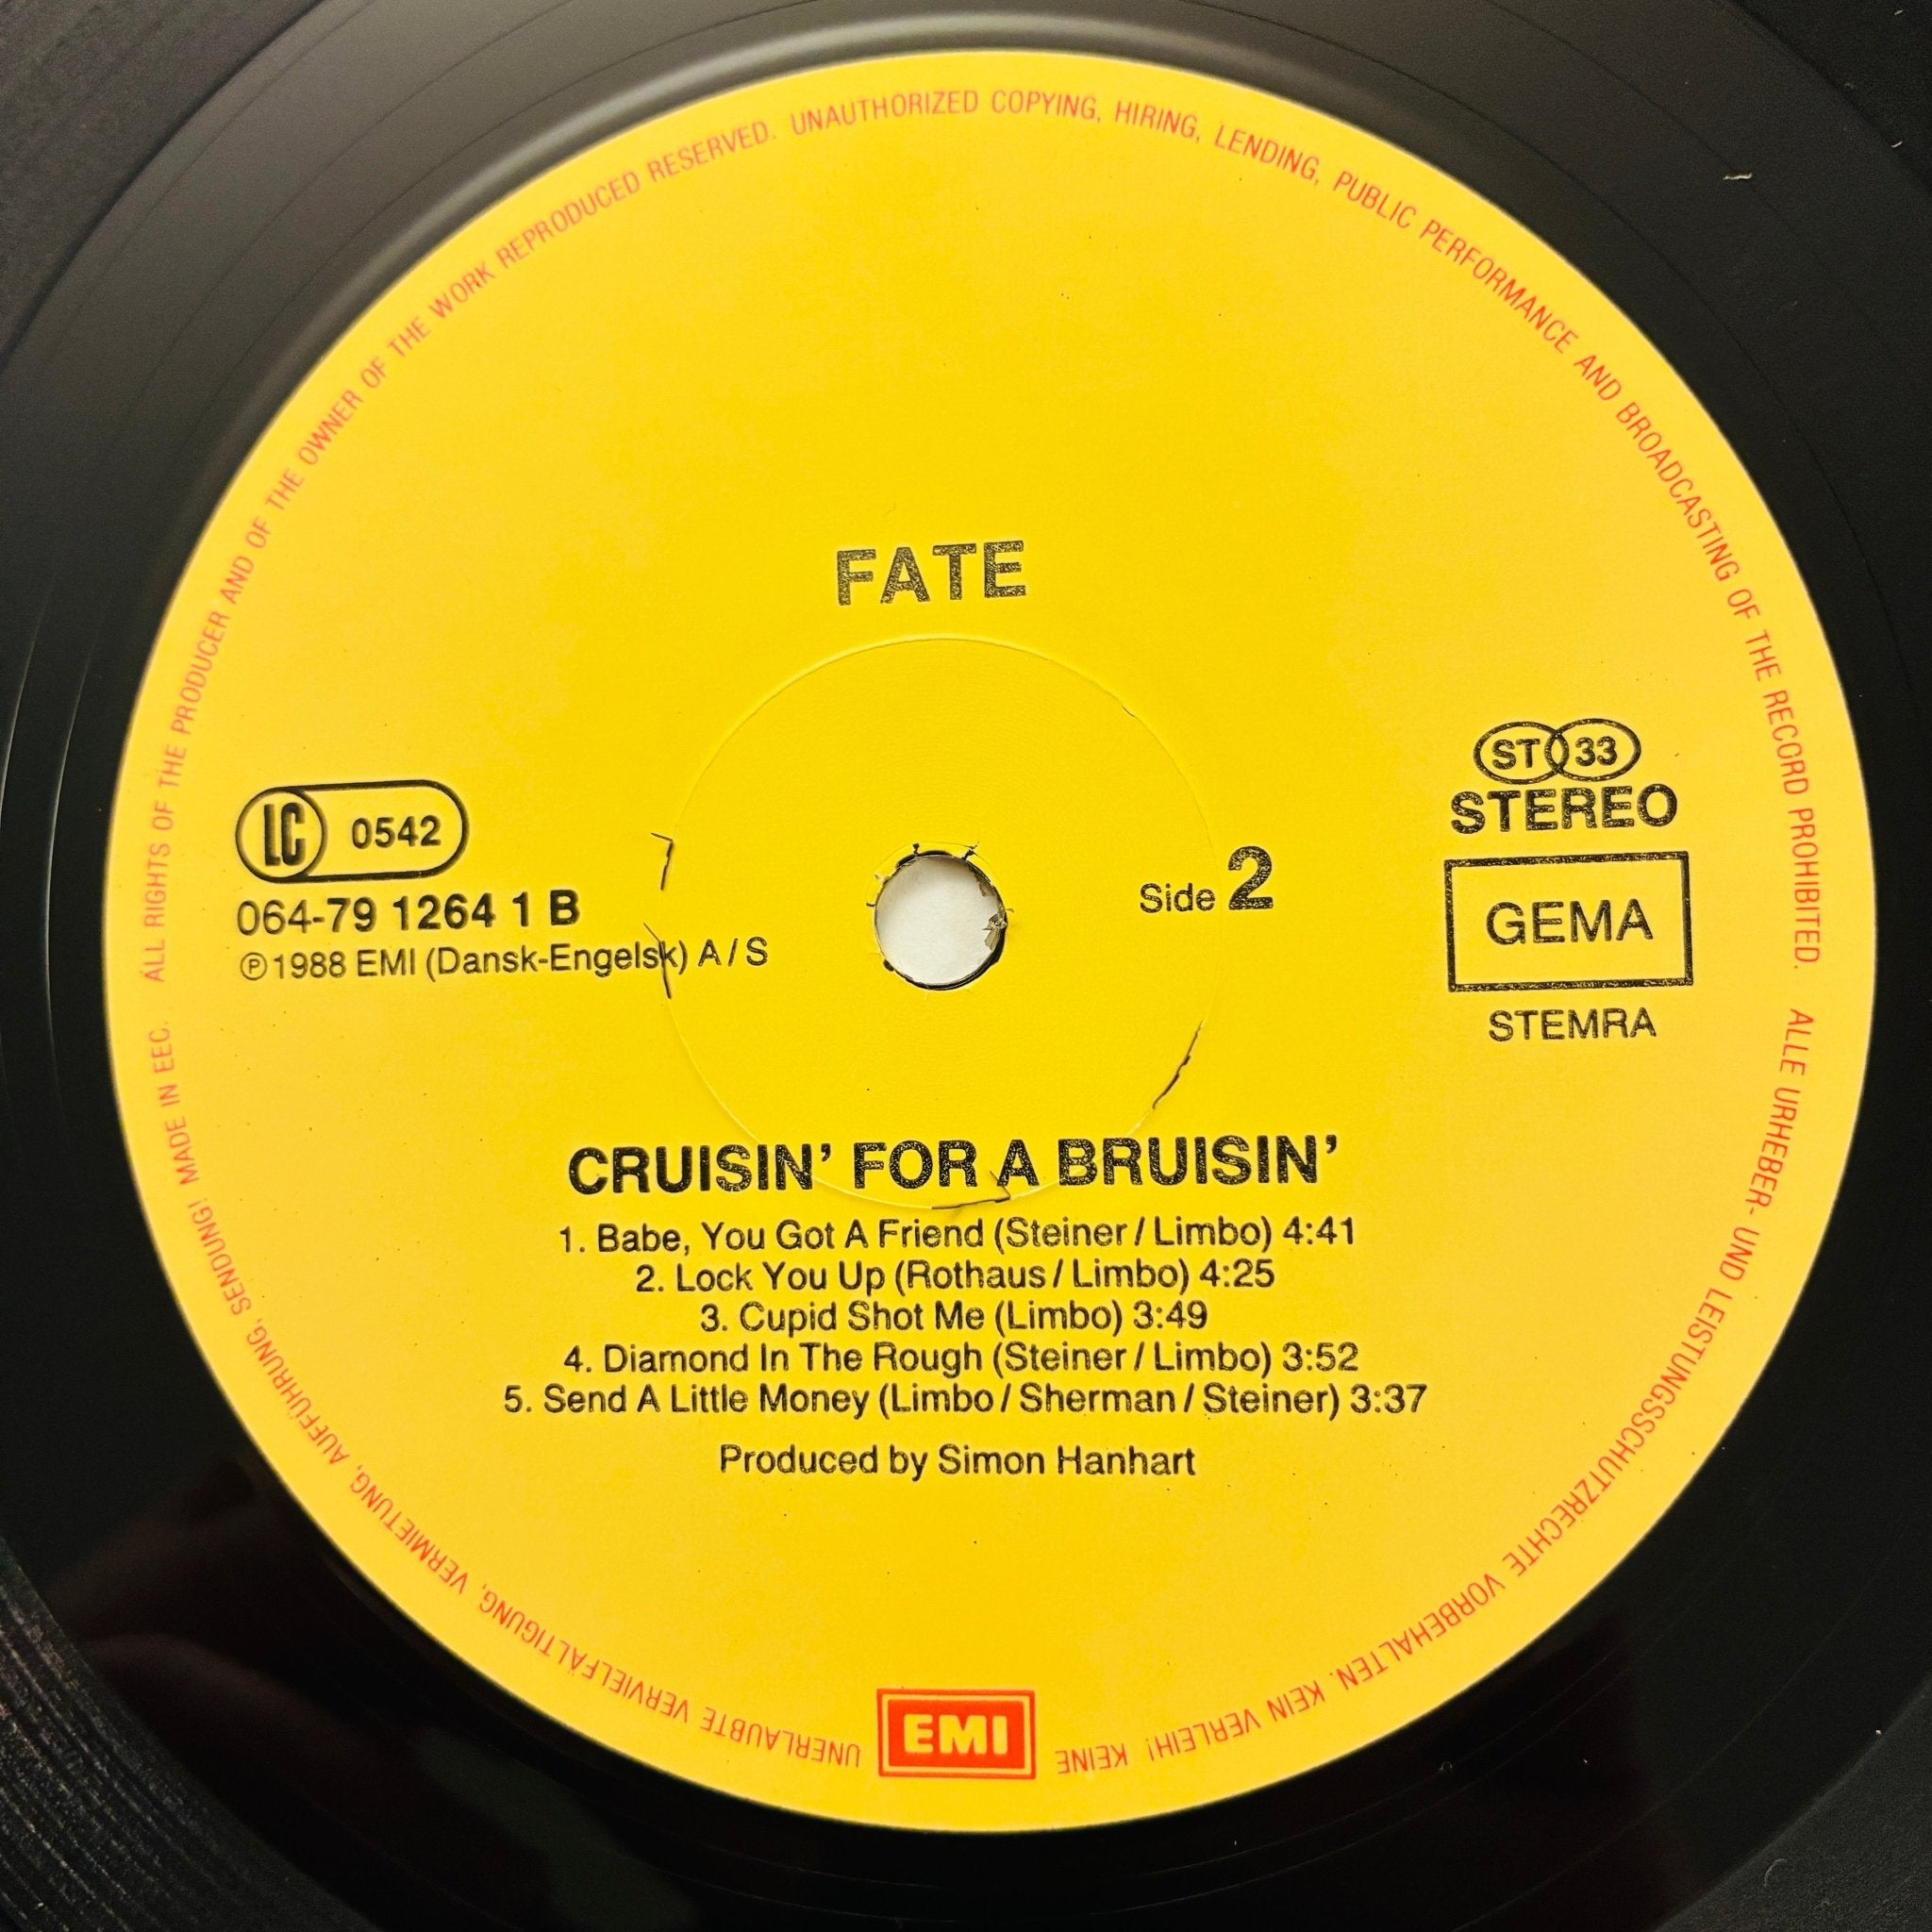 ALL RIGHTS OF THE PRODUCER AND OF THE OWNER OF THE WORK REPRODUCED RESERVED. UNAUTHORIZED COPYING, HIRING, LENDING, PUBLIC PERFORMANCE AND BROADCASTING OF THE RECORD PROHIBITED.
ALLE URHEBER- UND LEISTUNGSSCHUTZRECHTE VORBEHALTEN. KEIN VERLEIH! KEINE UNERLAUBTE VERVIELFÄLTIGUNG, VERMIETUNG, AUFFÜHRUNG, SENDUNG! MADE IN EEC.
FATE
LC 0542
064-79 1264 1 B
℗ 1988 EMI (Dansk-Engelsk) A/S
Side 2
ST 33
STEREO
GEMA
STEMRA
CRUISIN' FOR A BRUISIN'
1. Babe, You Got A Friend (Steiner / Limbo) 4:41
2. Lock You Up (Rothaus / Limbo) 4:25
3. Cupid Shot Me (Limbo) 3:49
4. Diamond In The Rough (Steiner / Limbo) 3:52
5. Send A Little Money (Limbo / Sherman / Steiner) 3:37
Produced by Simon Hanhart
EMI